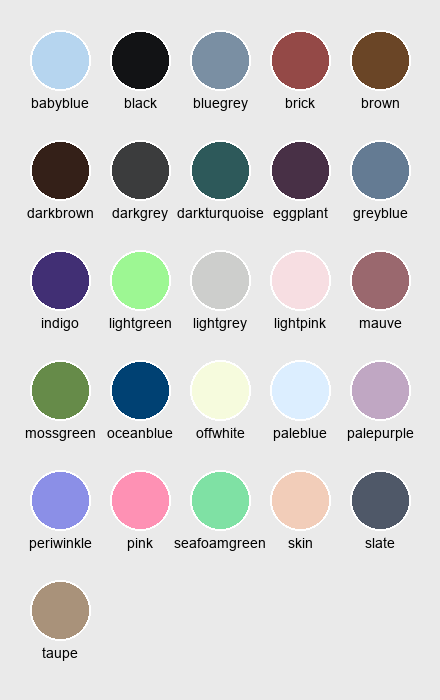 babyblue black bluegrey brick brown
darkbrown darkgrey darkturquoise eggplant greyblue
indigo lightgreen lightgrey lightpink mauve
mossgreen oceanblue offwhite paleblue palepurple
periwinkle pink seafoamgreen skin slate
taupe